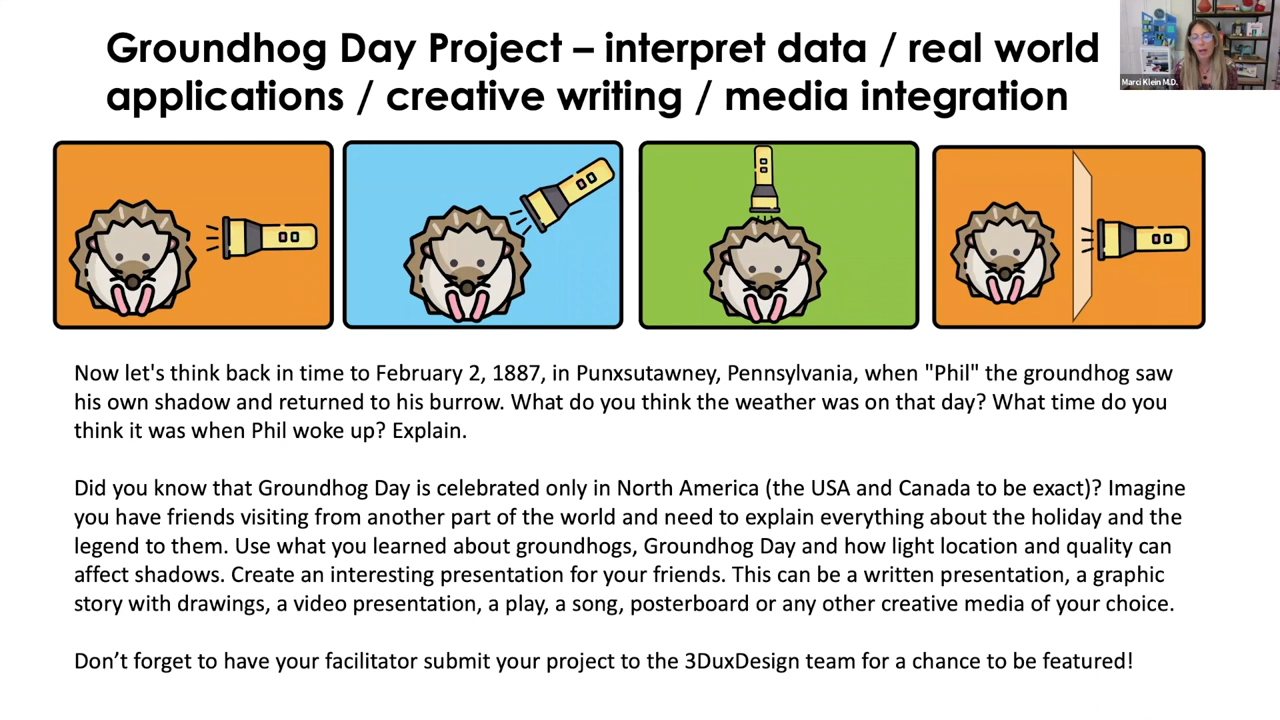 Groundhog Day Project – interpret data / real world
applications / creative writing / media integration
Marci Klein M.D.
Now let's think back in time to February 2, 1887, in Punxsutawney, Pennsylvania, when "Phil" the groundhog saw
his own shadow and returned to his burrow. What do you think the weather was on that day? What time do you
think it was when Phil woke up? Explain.
Did you know that Groundhog Day is celebrated only in North America (the USA and Canada to be exact)? Imagine
you have friends visiting from another part of the world and need to explain everything about the holiday and the
legend to them. Use what you learned about groundhogs, Groundhog Day and how light location and quality can
affect shadows. Create an interesting presentation for your friends. This can be a written presentation, a graphic
story with drawings, a video presentation, a play, a song, posterboard or any other creative media of your choice.
Don’t forget to have your facilitator submit your project to the 3DuxDesign team for a chance to be featured!